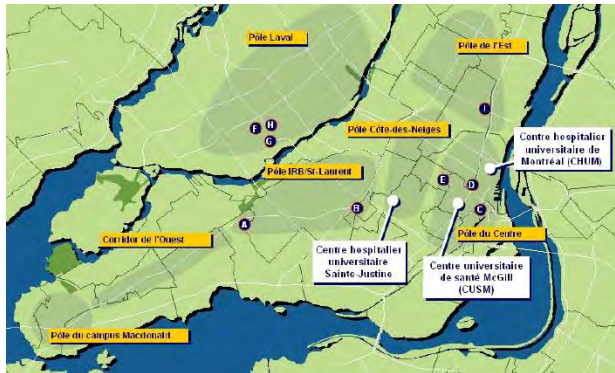 Pôle Laval
Pôle de l'Est
I
F
H
G
Pôle Côte-des-Neiges
Centre hospitalier
universitaire de
Montréal (CHUM)
Pôle IRB/St-Laurent
E
D
B
C
A
Pôle du Centre
Corridor de l'Ouest
Centre hospitalier
universitaire
Sainte-Justine
Centre universitaire
de santé McGill
(CUSM)
Pôle du campus Macdonald